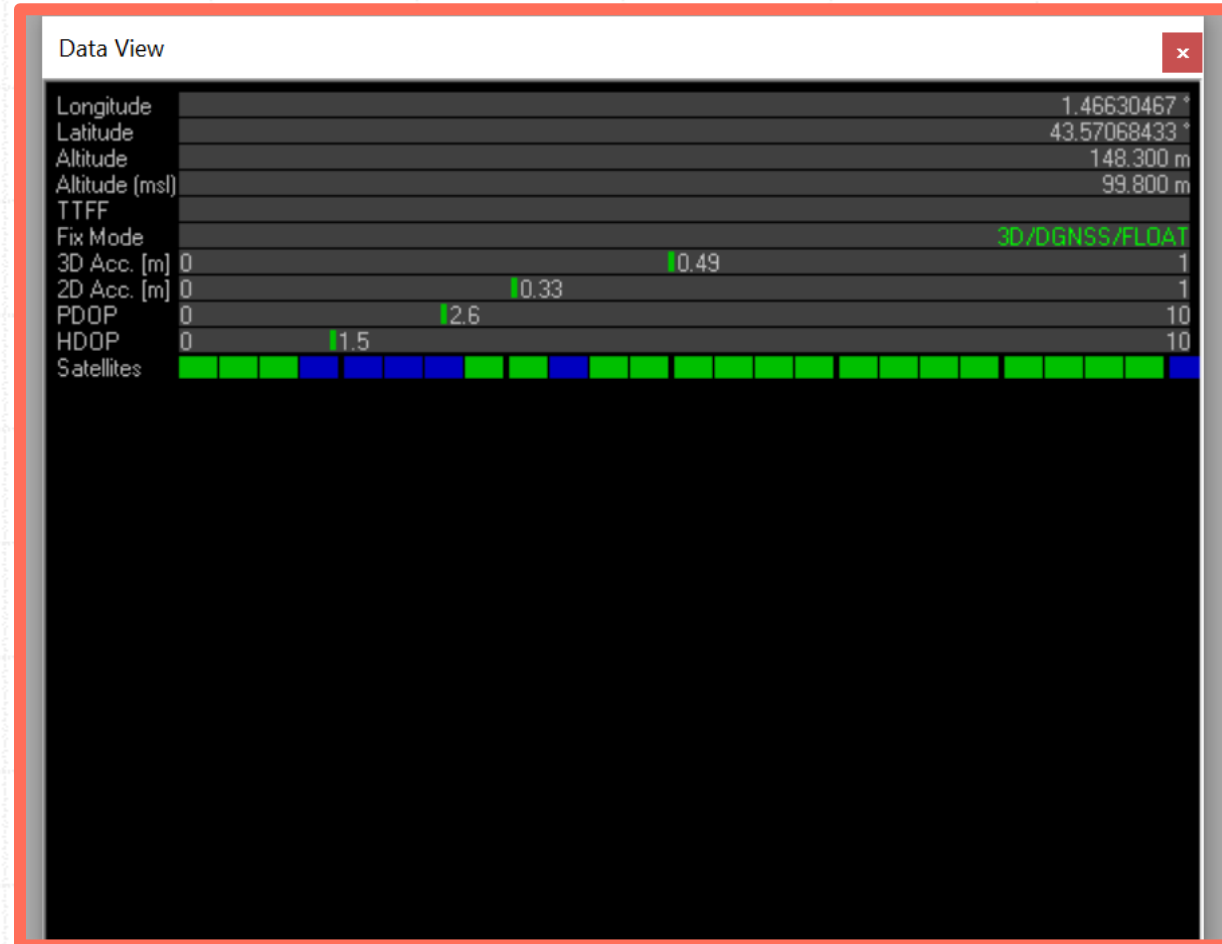 Data View x
Longitude 1.46630467 °
Latitude 43.57068433 °
Altitude 148.300 m
Altitude (msl) 99.800 m
TTFF
Fix Mode 3D/DGNSS/FLOAT
3D Acc. [m] 0 0.49 1
2D Acc. [m] 0 0.33 1
PDOP 0 2.6 10
HDOP 0 1.5 10
Satellites